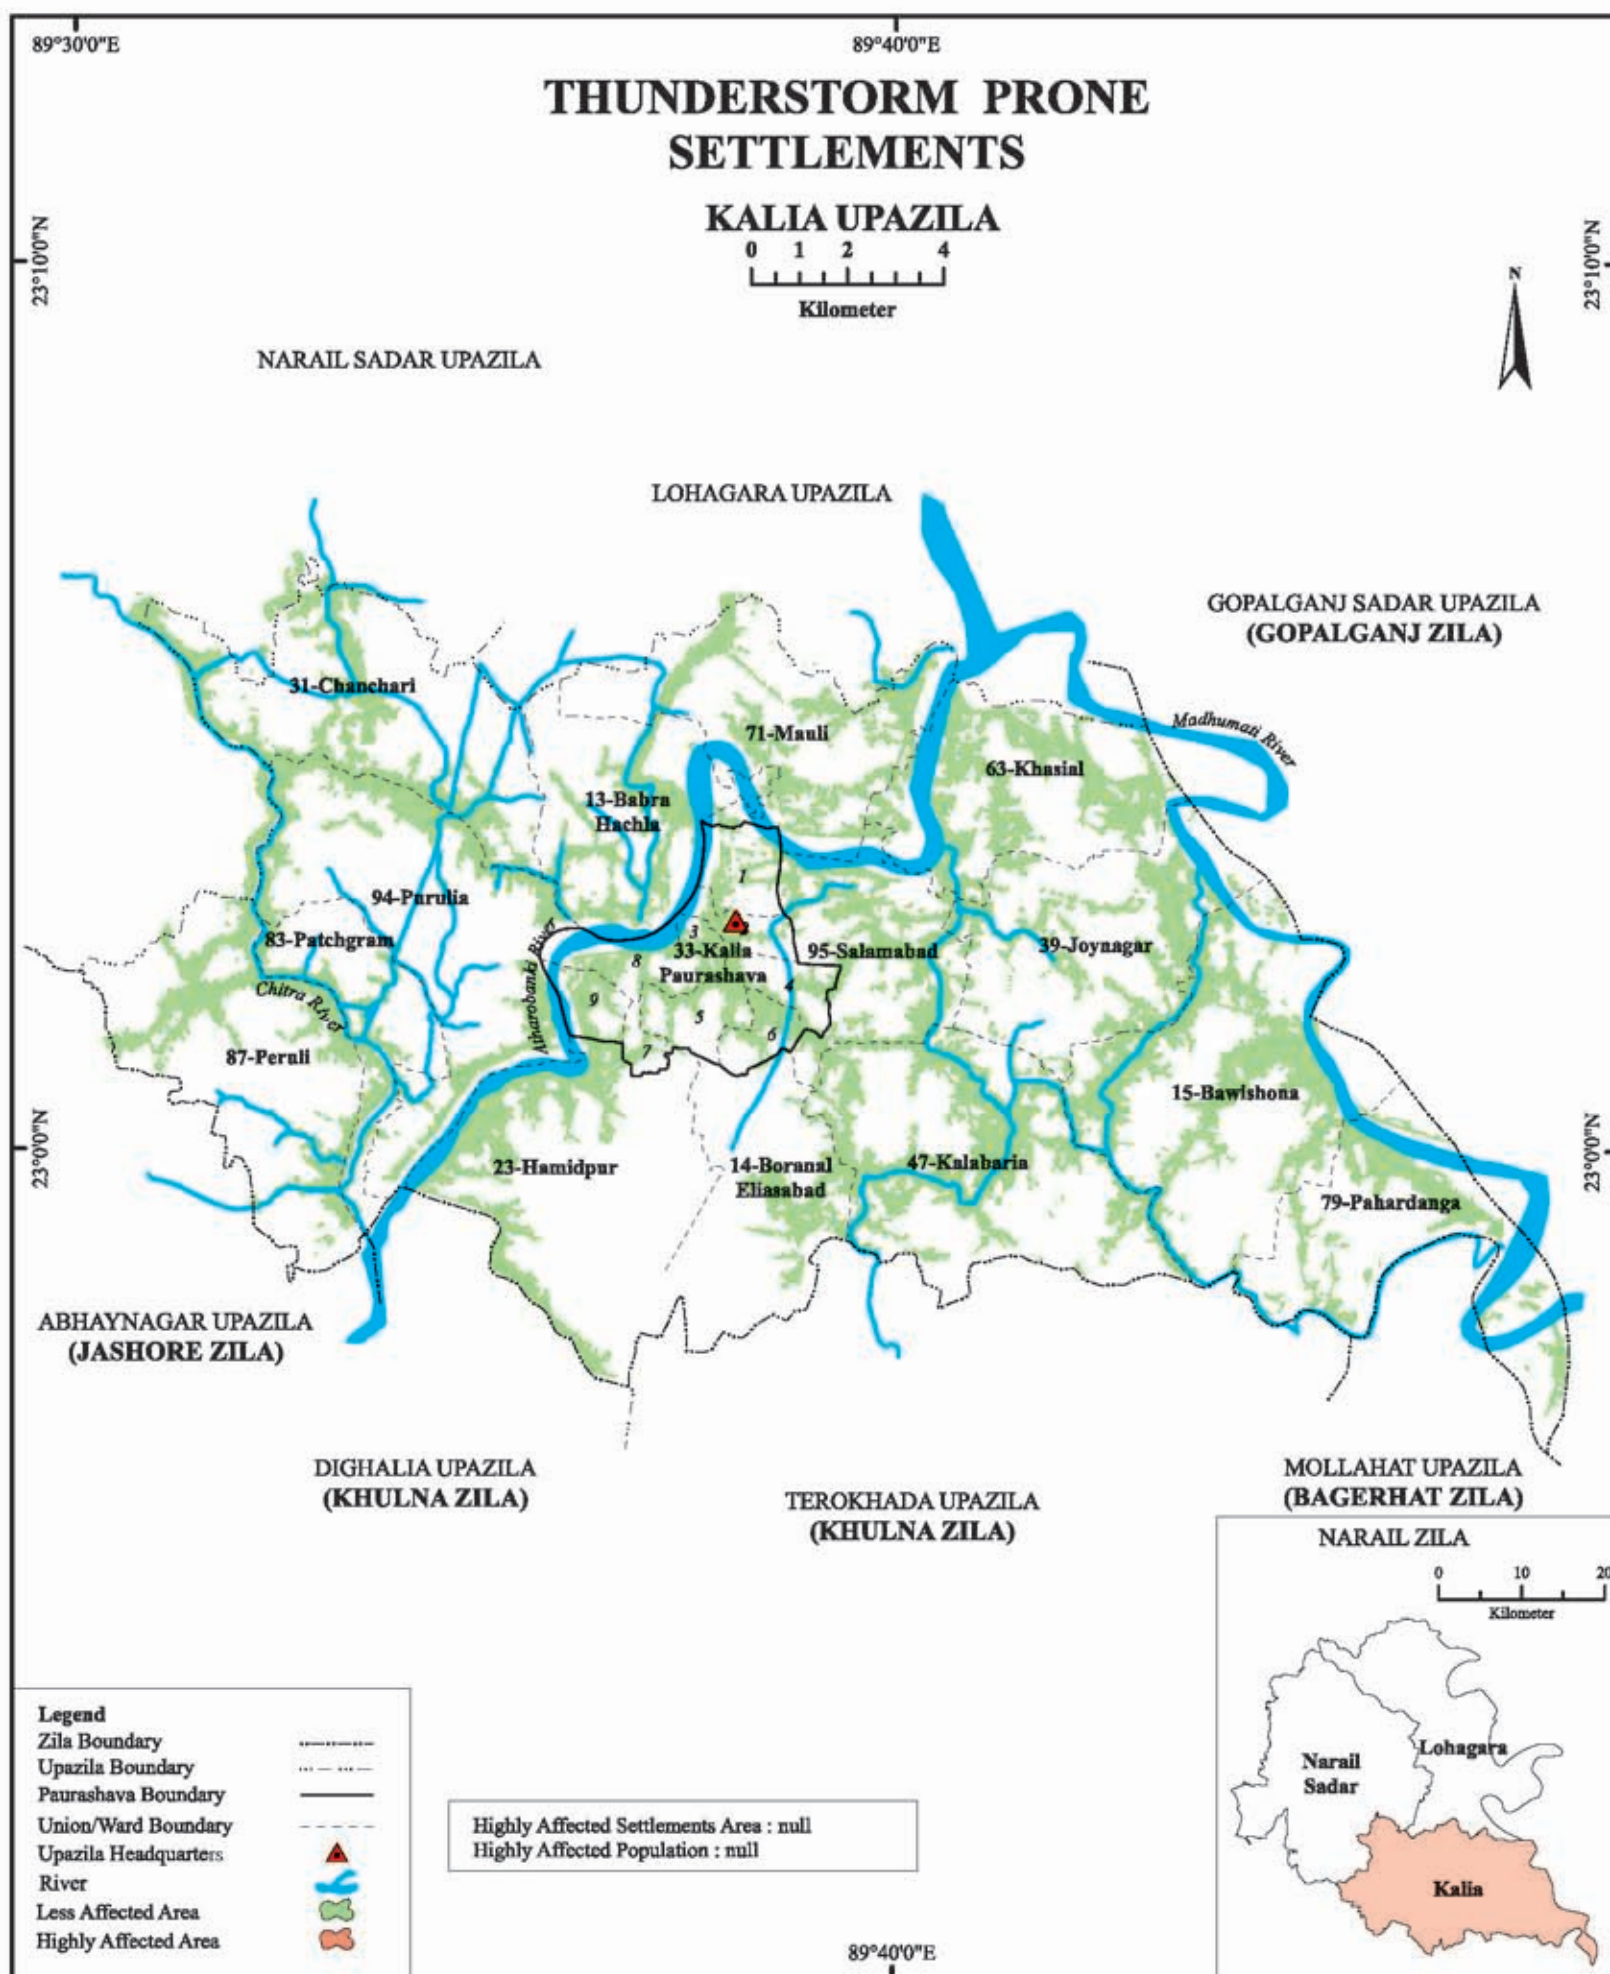 89°30'0"E
89°40'0"E
THUNDERSTORM PRONE
SETTLEMENTS
KALIA UPAZILA
0 1 2 4
Kilometer
23°10'0"N
23°10'0"N
N
NARAIL SADAR UPAZILA
LOHAGARA UPAZILA
GOPALGANJ SADAR UPAZILA
(GOPALGANJ ZILA)
31-Chanchari
71-Mauli
Madhumati River
63-Khasial
13-Babra
Hachla
1
94-Purulia
83-Patchgram
3
33-Kalia
Paurashava
95-Salamabad
39-Joynagar
8
4
9
5
6
7
Chitra River
Atharobanki River
87-Peruli
15-Bawishona
23°0'0"N
23°0'0"N
23-Hamidpur
14-Boranal
Eliasabad
47-Kalabaria
79-Pahardanga
ABHAYNAGAR UPAZILA
(JASHORE ZILA)
DIGHALIA UPAZILA
(KHULNA ZILA)
TEROKHADA UPAZILA
(KHULNA ZILA)
MOLLAHAT UPAZILA
(BAGERHAT ZILA)
NARAIL ZILA
0 10 20
Kilometer
Narail
Sadar
Lohagara
Kalia
Legend
Zila Boundary
Upazila Boundary
Paurashava Boundary
Union/Ward Boundary
Upazila Headquarters
River
Less Affected Area
Highly Affected Area
Highly Affected Settlements Area : null
Highly Affected Population : null
89°40'0"E